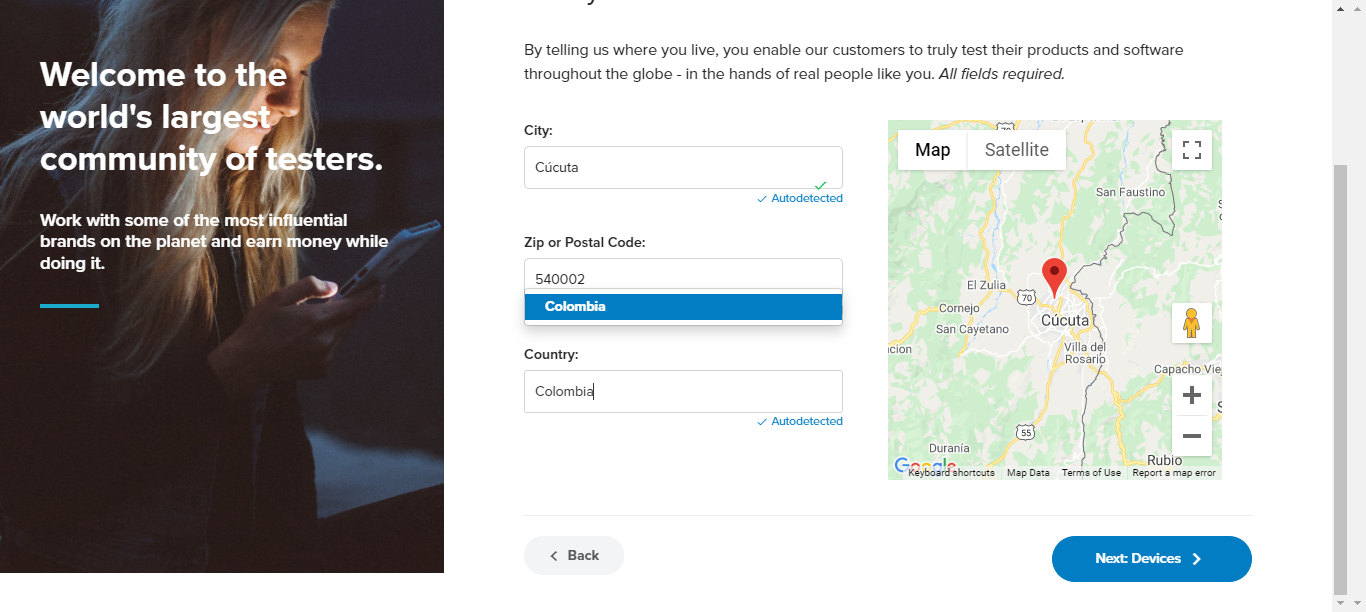 Welcome to the
world's largest
community of testers.
Work with some of the most influential
brands on the planet and earn money while
doing it.
By telling us where you live, you enable our customers to truly test their products and software
throughout the globe - in the hands of real people like you. All fields required.
City:
Cúcuta
Autodetected
Zip or Postal Code:
540002
Colombia
Country:
Colombia
Autodetected
Map
Satellite
San Faustino
El Zulia
70
Cornejo
Cúcuta
San Cayetano
Villa del
Rosario
Capacho
55
Durania
Rubio
Google
Keyboard shortcuts
Map Data
Terms of Use
Report a map error
Back
Next: Devices